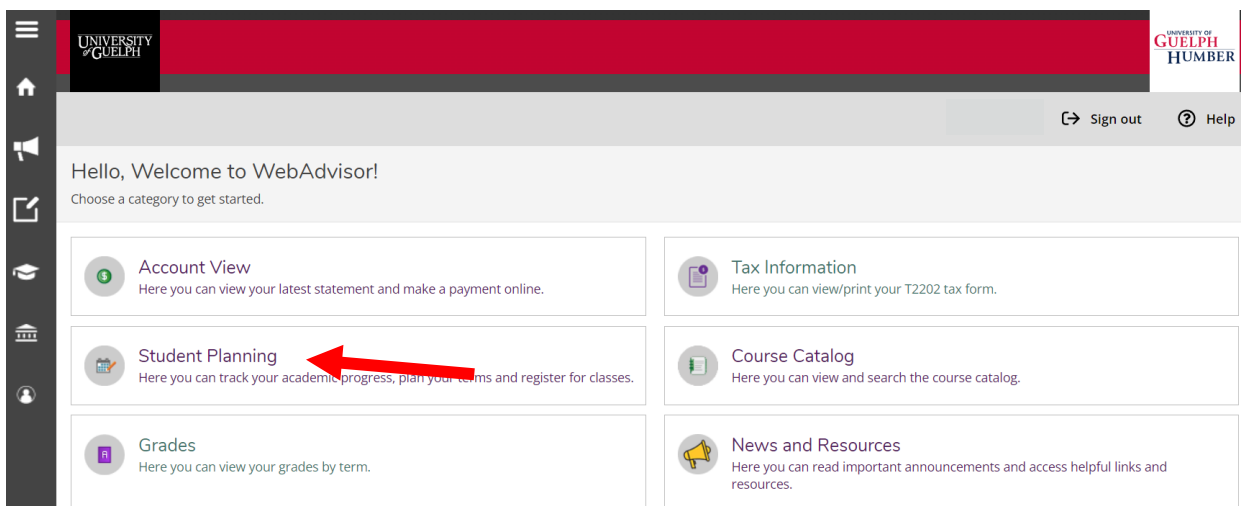 UNIVERSITY
OF GUELPH
UNIVERSITY OF
GUELPH
HUMBER
Sign out
Help
Hello, Welcome to WebAdvisor!
Choose a category to get started.
Account View
Here you can view your latest statement and make a payment online.
Tax Information
Here you can view/print your T2202 tax form.
Student Planning
Here you can track your academic progress, plan your terms and register for classes.
Course Catalog
Here you can view and search the course catalog.
Grades
Here you can view your grades by term.
News and Resources
Here you can read important announcements and access helpful links and
resources.